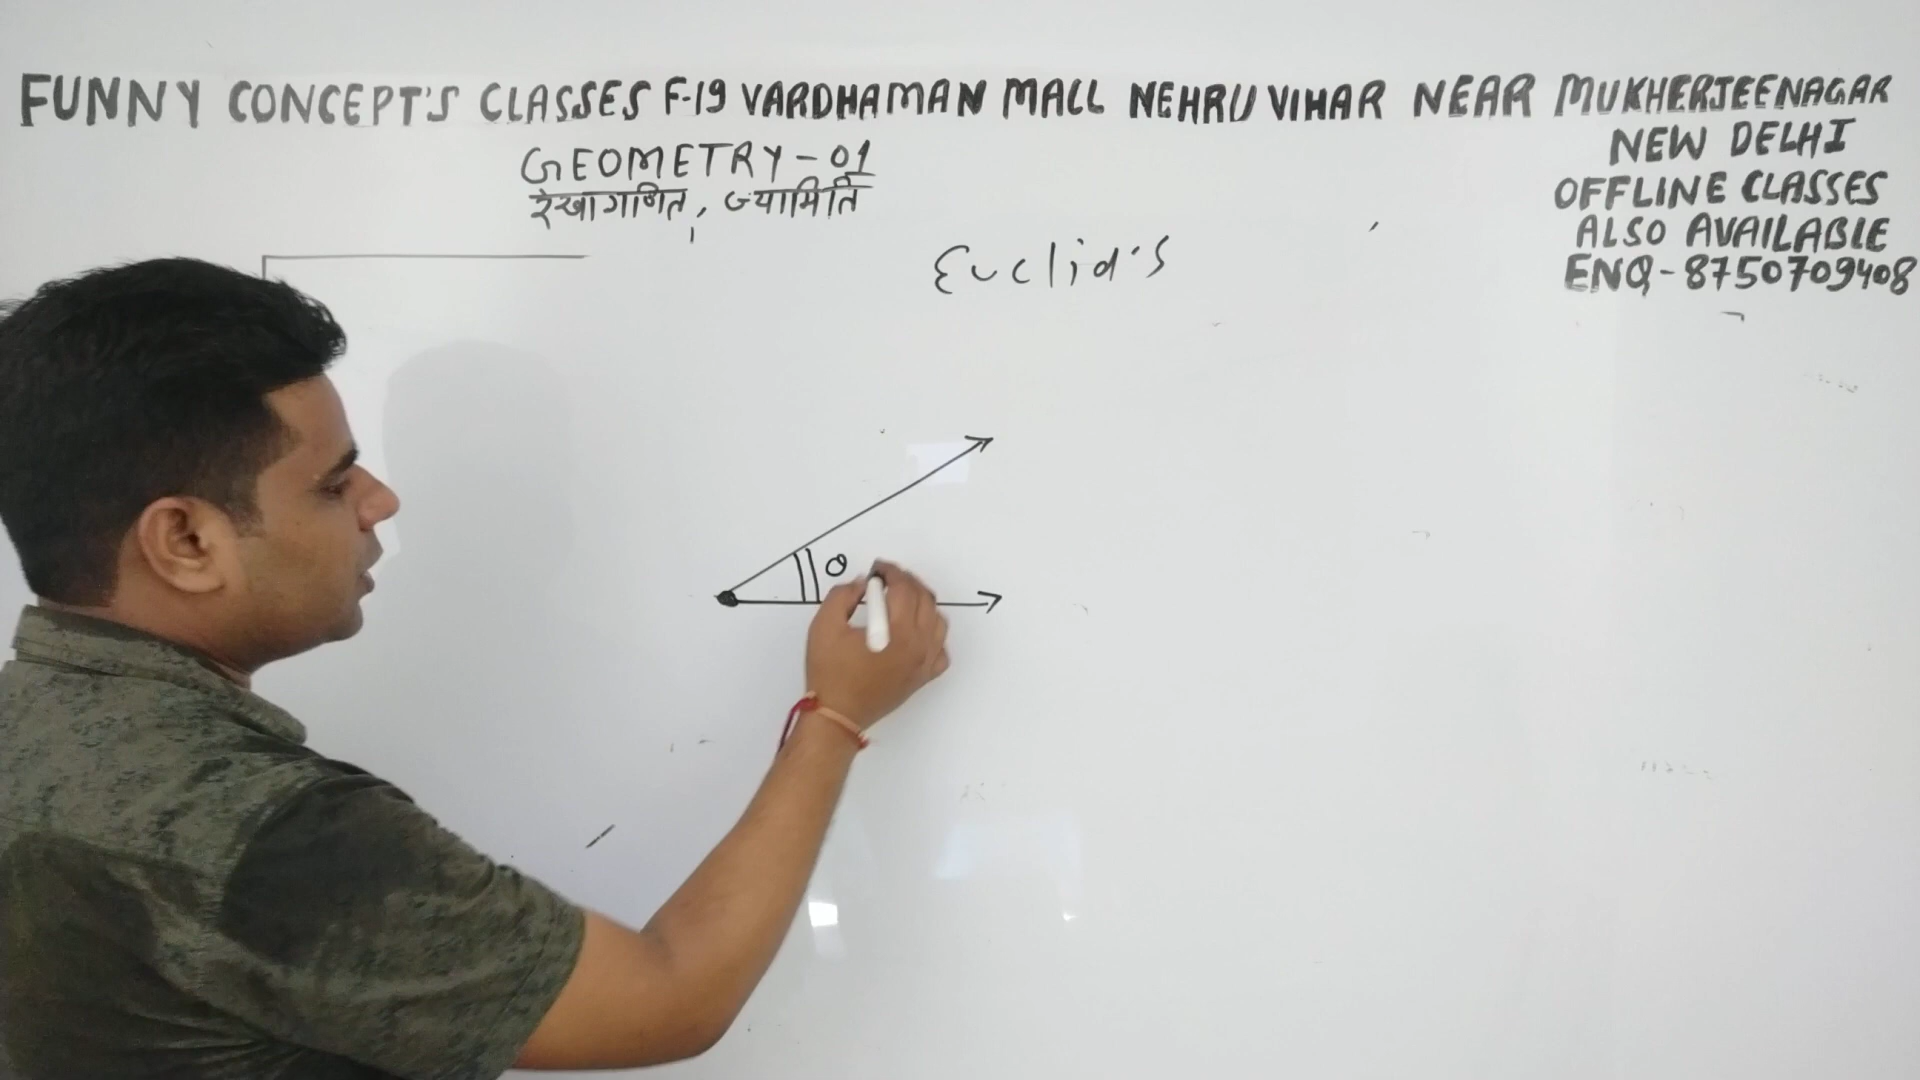 FUNNY CONCEPT'S CLASSES F-19 VARDHAMAN MALL NEHRU VIHAR NEAR MUKHERJEENAGAR
NEW DELHI
OFFLINE CLASSES
ALSO AVAILABLE
ENQ-8750709408
GEOMETRY-01
रेखागणित, ज्यामिति
Euclid's
θ